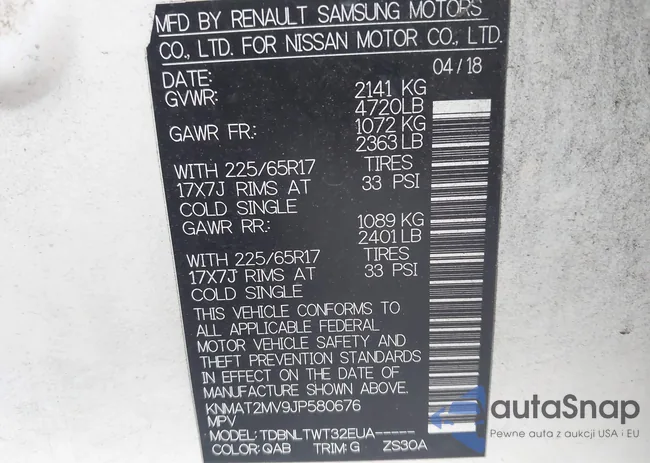 MFD BY RENAULT SAMSUNG MOTORS
CO., LTD. FOR NISSAN MOTOR CO., LTD.
DATE: 04/18
GVWR: 2141 KG
4720LB
GAWR FR: 1072 KG
2363 LB
WITH 225/65R17 TIRES
17X7J RIMS AT 33 PSI
COLD SINGLE
GAWR RR: 1089 KG
2401 LB
WITH 225/65R17 TIRES
17X7J RIMS AT 33 PSI
COLD SINGLE
THIS VEHICLE CONFORMS TO
ALL APPLICABLE FEDERAL
MOTOR VEHICLE SAFETY AND
THEFT PREVENTION STANDARDS
IN EFFECT ON THE DATE OF
MANUFACTURE SHOWN ABOVE.
KNMAT2MV9JP580676
MPV
MODEL: TDBNLTWT32EUA-----
COLOR: QAB TRIM: G ZS30A
autoSnap
Pewne auta z aukcji USA i EU